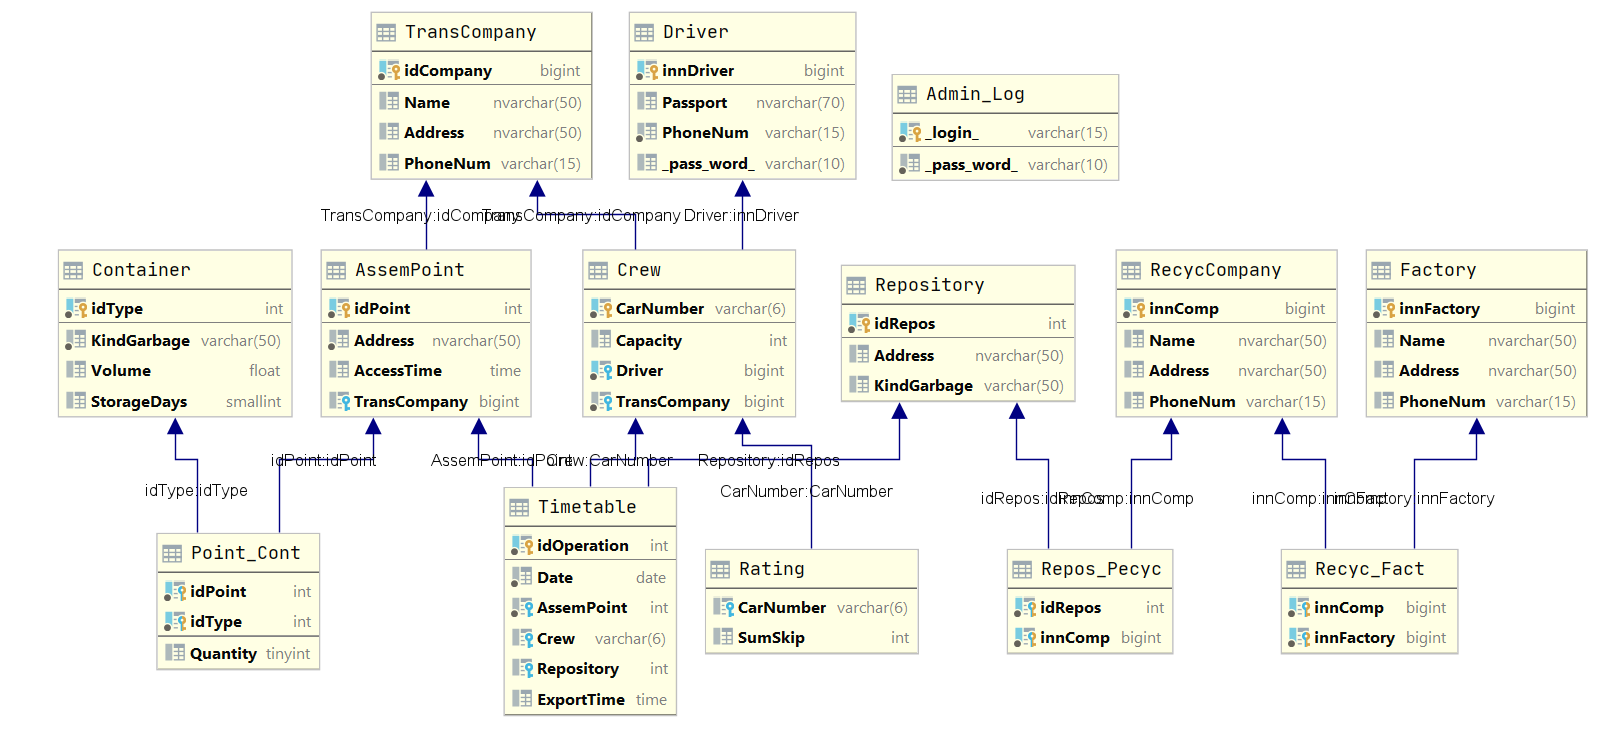 TransCompany
idCompany bigint
Name nvarchar(50)
Address nvarchar(50)
PhoneNum varchar(15)
Driver
innDriver bigint
Passport nvarchar(70)
PhoneNum varchar(15)
_pass_word_ varchar(10)
Admin_Log
_login_ varchar(15)
_pass_word_ varchar(10)
TransCompany:idCompany
TransCompany:idCompany
Driver:innDriver
Container
idType int
KindGarbage varchar(50)
Volume float
StorageDays smallint
AssemPoint
idPoint int
Address nvarchar(50)
AccessTime time
TransCompany bigint
Crew
CarNumber varchar(6)
Capacity int
Driver bigint
TransCompany bigint
Repository
idRepos int
Address nvarchar(50)
KindGarbage varchar(50)
RecycCompany
innComp bigint
Name nvarchar(50)
Address nvarchar(50)
PhoneNum varchar(15)
Factory
innFactory bigint
Name nvarchar(50)
Address nvarchar(50)
PhoneNum varchar(15)
idType:idType
idPoint:idPoint
AssemPoint:idPoint
Crew:CarNumber
Repository:idRepos
CarNumber:CarNumber
idRepos:idRepos
innComp:innComp
innComp:innComp
innFactory:innFactory
Point_Cont
idPoint int
idType int
Quantity tinyint
Timetable
idOperation int
Date date
AssemPoint int
Crew varchar(6)
Repository int
ExportTime time
Rating
CarNumber varchar(6)
SumSkip int
Repos_Pecyc
idRepos int
innComp bigint
Recyc_Fact
innComp bigint
innFactory bigint